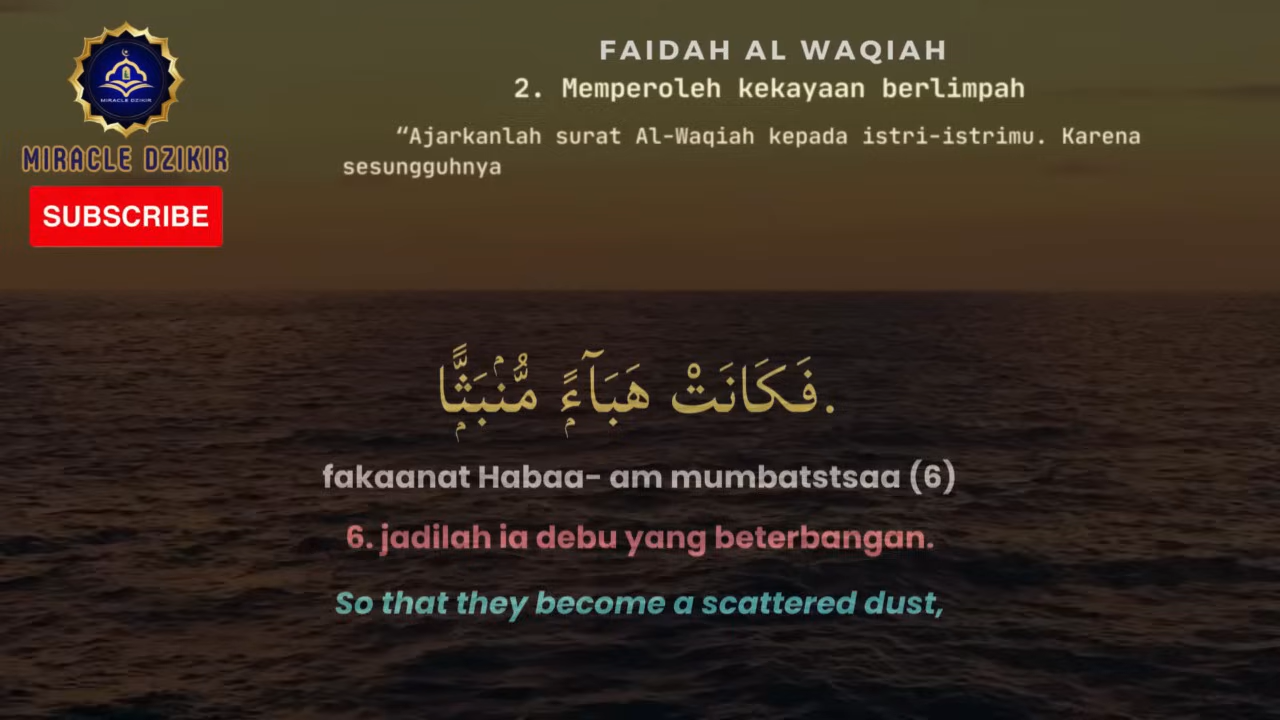 FAIDAH AL WAQIAH
2. Memperoleh kekayaan berlimpah
“Ajarkanlah surat Al-Waqiah kepada istri-istrimu. Karena
sesungguhnya
MIRACLE DZIKIR
MIRACLE DZIKIR
SUBSCRIBE
فَكَانَتْ هَبَآءًۭ مُّنۢبَثًّۭا.
fakaanat Habaa- am mumbatstsaa (6)
6. jadilah ia debu yang beterbangan.
So that they become a scattered dust,